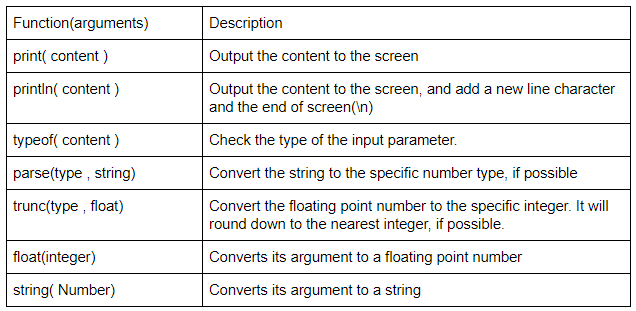 Function(arguments) Description
print( content ) Output the content to the screen
println( content ) Output the content to the screen, and add a new line character
and the end of screen(\n)
typeof( content ) Check the type of the input parameter.
parse(type , string) Convert the string to the specific number type, if possible
trunc(type , float) Convert the floating point number to the specific integer. It will
round down to the nearest integer, if possible.
float(integer) Converts its argument to a floating point number
string( Number) Converts its argument to a string